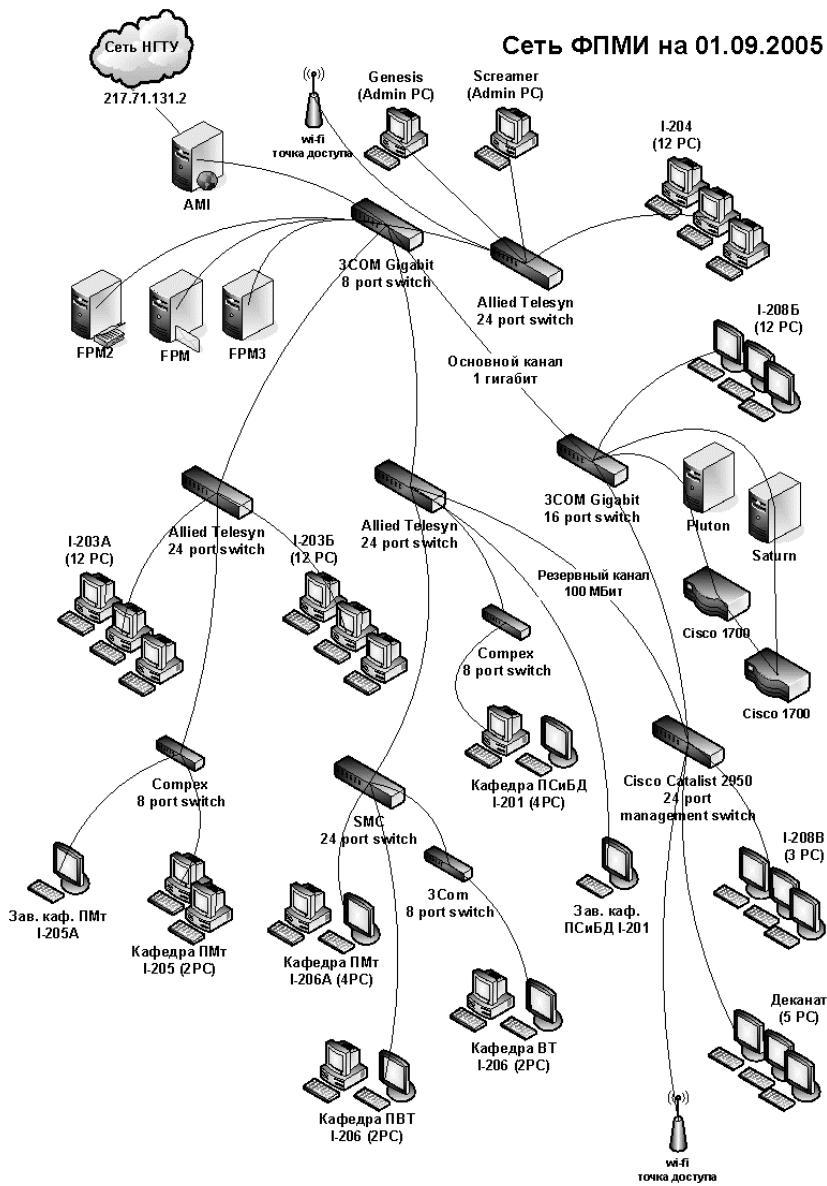 Сеть ФПМИ на 01.09.2005
Сеть НГТУ
217.71.131.2
AMI
wi-fi
точка доступа
Genesis
(Admin PC)
Screamer
(Admin PC)
I-204
(12 PC)
3COM Gigabit
8 port switch
Allied Telesyn
24 port switch
FPM2
FPM
FPM3
I-208Б
(12 PC)
Основной канал
1 гигабит
Allied Telesyn
24 port switch
Allied Telesyn
24 port switch
3COM Gigabit
16 port switch
Pluton
Saturn
I-203А
(12 PC)
I-203Б
(12 PC)
Резервный канал
100 МБит
Cisco 1700
Cisco 1700
Compex
8 port switch
Compex
8 port switch
Кафедра ПСиБД
I-201 (4PC)
SMC
24 port switch
Cisco Catalist 2950
24 port
management switch
Зав. каф. ПМт
I-205А
Кафедра ПМт
I-205 (2PC)
3Com
8 port switch
Зав. каф.
ПСиБД I-201
I-208В
(3 PC)
Кафедра ПМт
I-206А (4PC)
Кафедра ВТ
I-206 (2PC)
Деканат
(5 PC)
Кафедра ПВТ
I-206 (2PC)
wi-fi
точка доступа